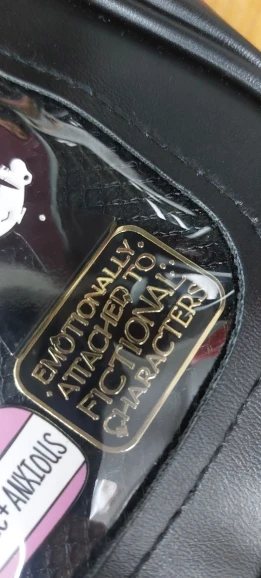 EMOTIONALLY
ATTACHED TO
FICTIONAL
CHARACTERS
+ ANXIOUS